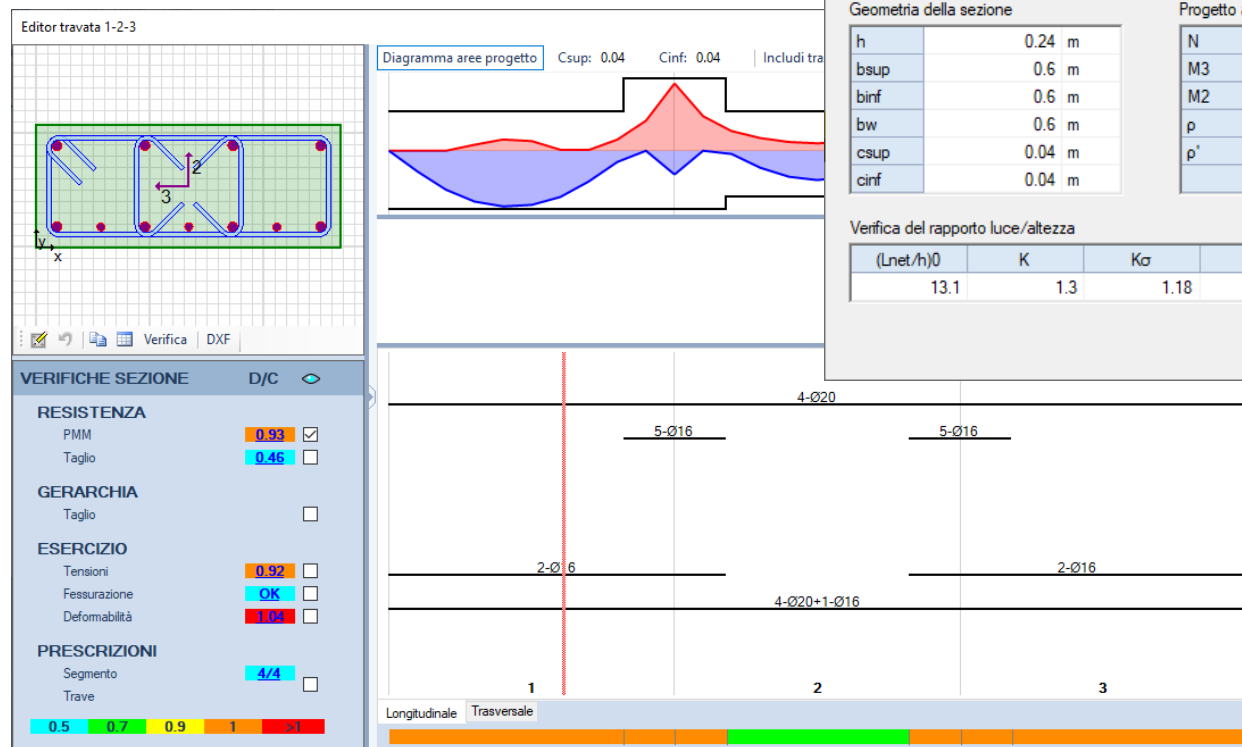 Editor travata 1-2-3
2
3
y
x
Verifica DXF
VERIFICHE SEZIONE D/C
RESISTENZA
PMM 0.93
Taglio 0.46
GERARCHIA
Taglio
ESERCIZIO
Tensioni 0.92
Fessurazione OK
Deformabilità 1.04
PRESCRIZIONI
Segmento 4/4
Trave
0.5 0.7 0.9 1 >1
Diagramma aree progetto Csup: 0.04 Cinf: 0.04 Includi tra
Geometria della sezione
h 0.24 m
bsup 0.6 m
binf 0.6 m
bw 0.6 m
csup 0.04 m
cinf 0.04 m
Progetto
N
M3
M2
ρ
ρ'
Verifica del rapporto luce/altezza
(Lnet/h)0 K Kσ
13.1 1.3 1.18
4-Ø20
5-Ø16 5-Ø16
2-Ø16 2-Ø16
4-Ø20+1-Ø16
1 2 3
Longitudinale Trasversale